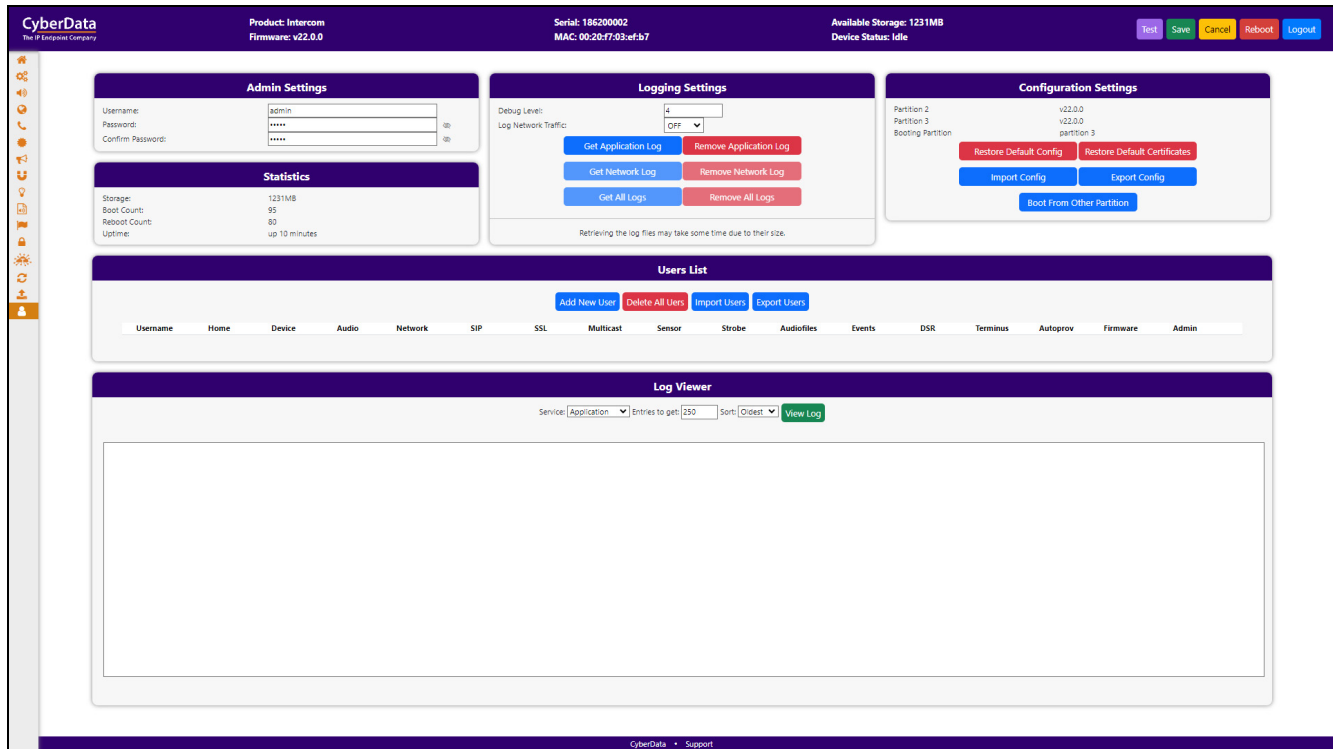 CyberData
The IP Endpoint Company
Product: Intercom
Firmware: v22.0.0
Serial: 186200002
MAC: 00:20:f7:03:ef:b7
Available Storage: 1231MB
Device Status: Idle
Test Save Cancel Reboot Logout
Admin Settings
Username: admin
Password: •••••
Confirm Password: •••••
Statistics
Storage: 1231MB
Boot Count: 95
Reboot Count: 80
Uptime: up 10 minutes
Logging Settings
Debug Level: 4
Log Network Traffic: OFF
Get Application Log Remove Application Log
Get Network Log Remove Network Log
Get All Logs Remove All Logs
Retrieving the log files may take some time due to their size.
Configuration Settings
Partition 2 v22.0.0
Partition 3 v22.0.0
Booting Partition partition 3
Restore Default Config Restore Default Certificates
Import Config Export Config
Boot From Other Partition
Users List
Add New User Delete All Uers Import Users Export Users
Username Home Device Audio Network SIP SSL Multicast Sensor Strobe Audiofiles Events DSR Terminus Autoprov Firmware Admin
Log Viewer
Service: Application Entries to get: 250 Sort: Oldest View Log
CyberData • Support